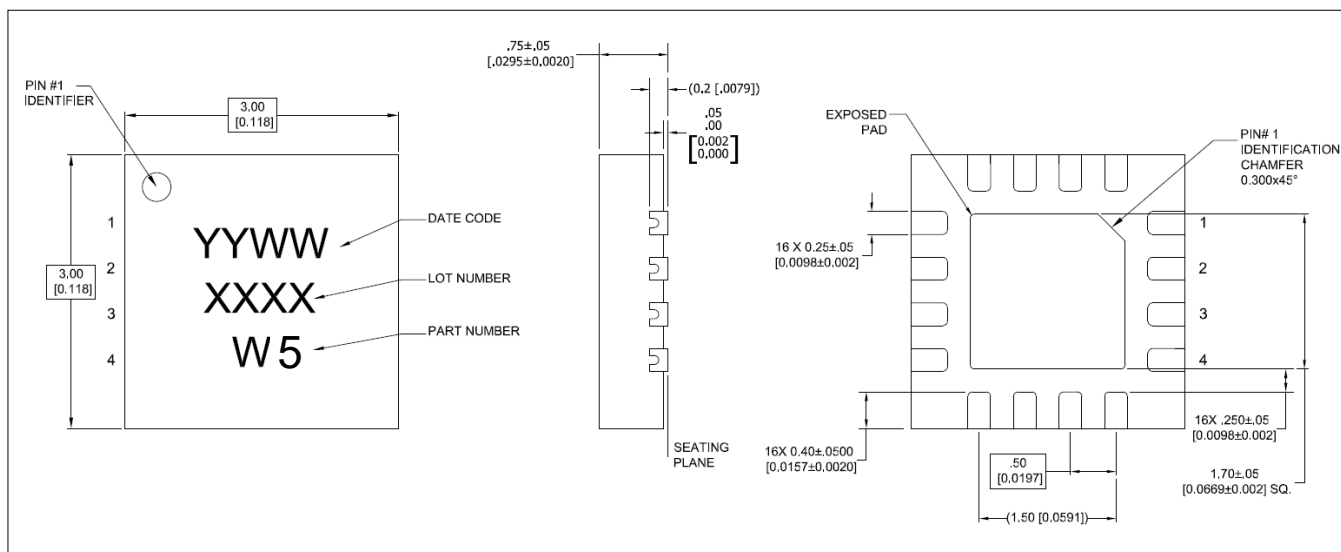 PIN #1
IDENTIFIER
3.00
[0.118]
3.00
[0.118]
1
2
3
4
YYWW
XXXX
W5
DATE CODE
LOT NUMBER
PART NUMBER
.75±.05
[.0295±0.0020]
(0.2 [.0079])
.05
.00
[0.002
0.000]
SEATING
PLANE
EXPOSED
PAD
PIN# 1
IDENTIFICATION
CHAMFER
0.300x45°
16 X 0.25±.05
[0.0098±0.002]
1
2
3
4
16X 0.40±.0500
[0.0157±0.0020]
.50
[0.0197]
(1.50 [0.0591])
16X .250±.05
[0.0098±0.002]
1.70±.05
[0.0669±0.002] SQ.